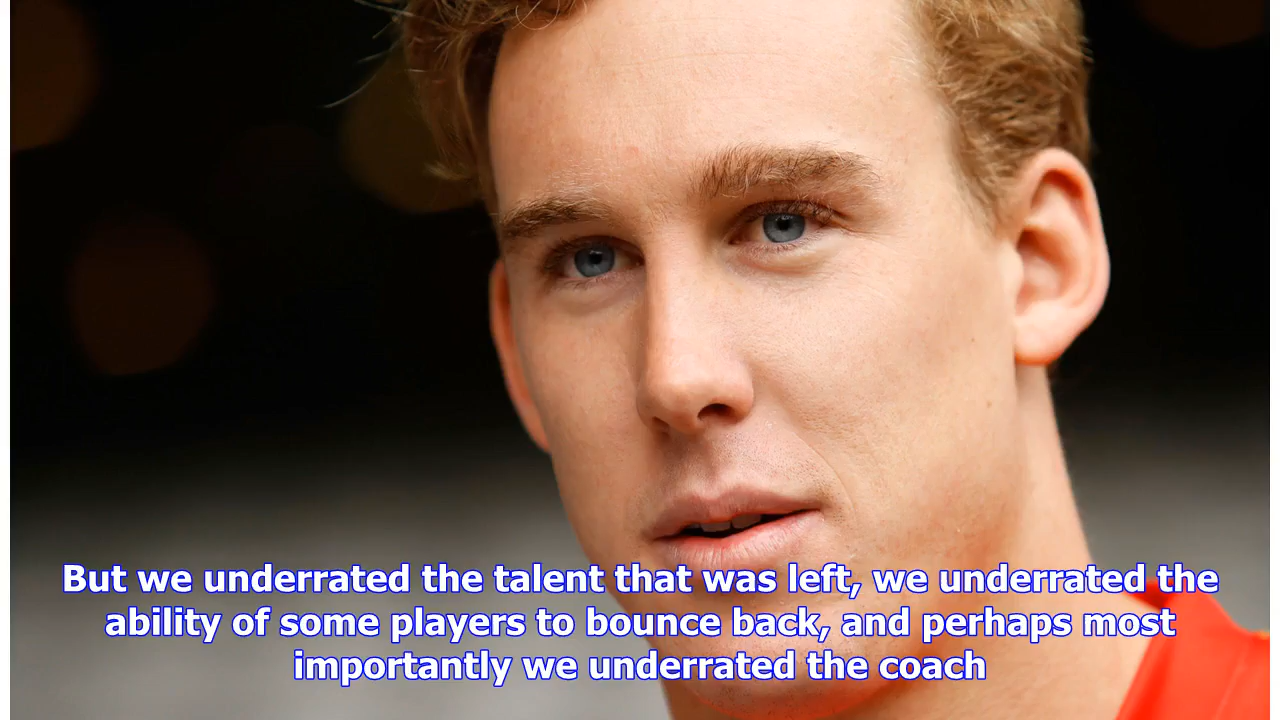 But we underrated the talent that was left, we underrated the
ability of some players to bounce back, and perhaps most
importantly we underrated the coach